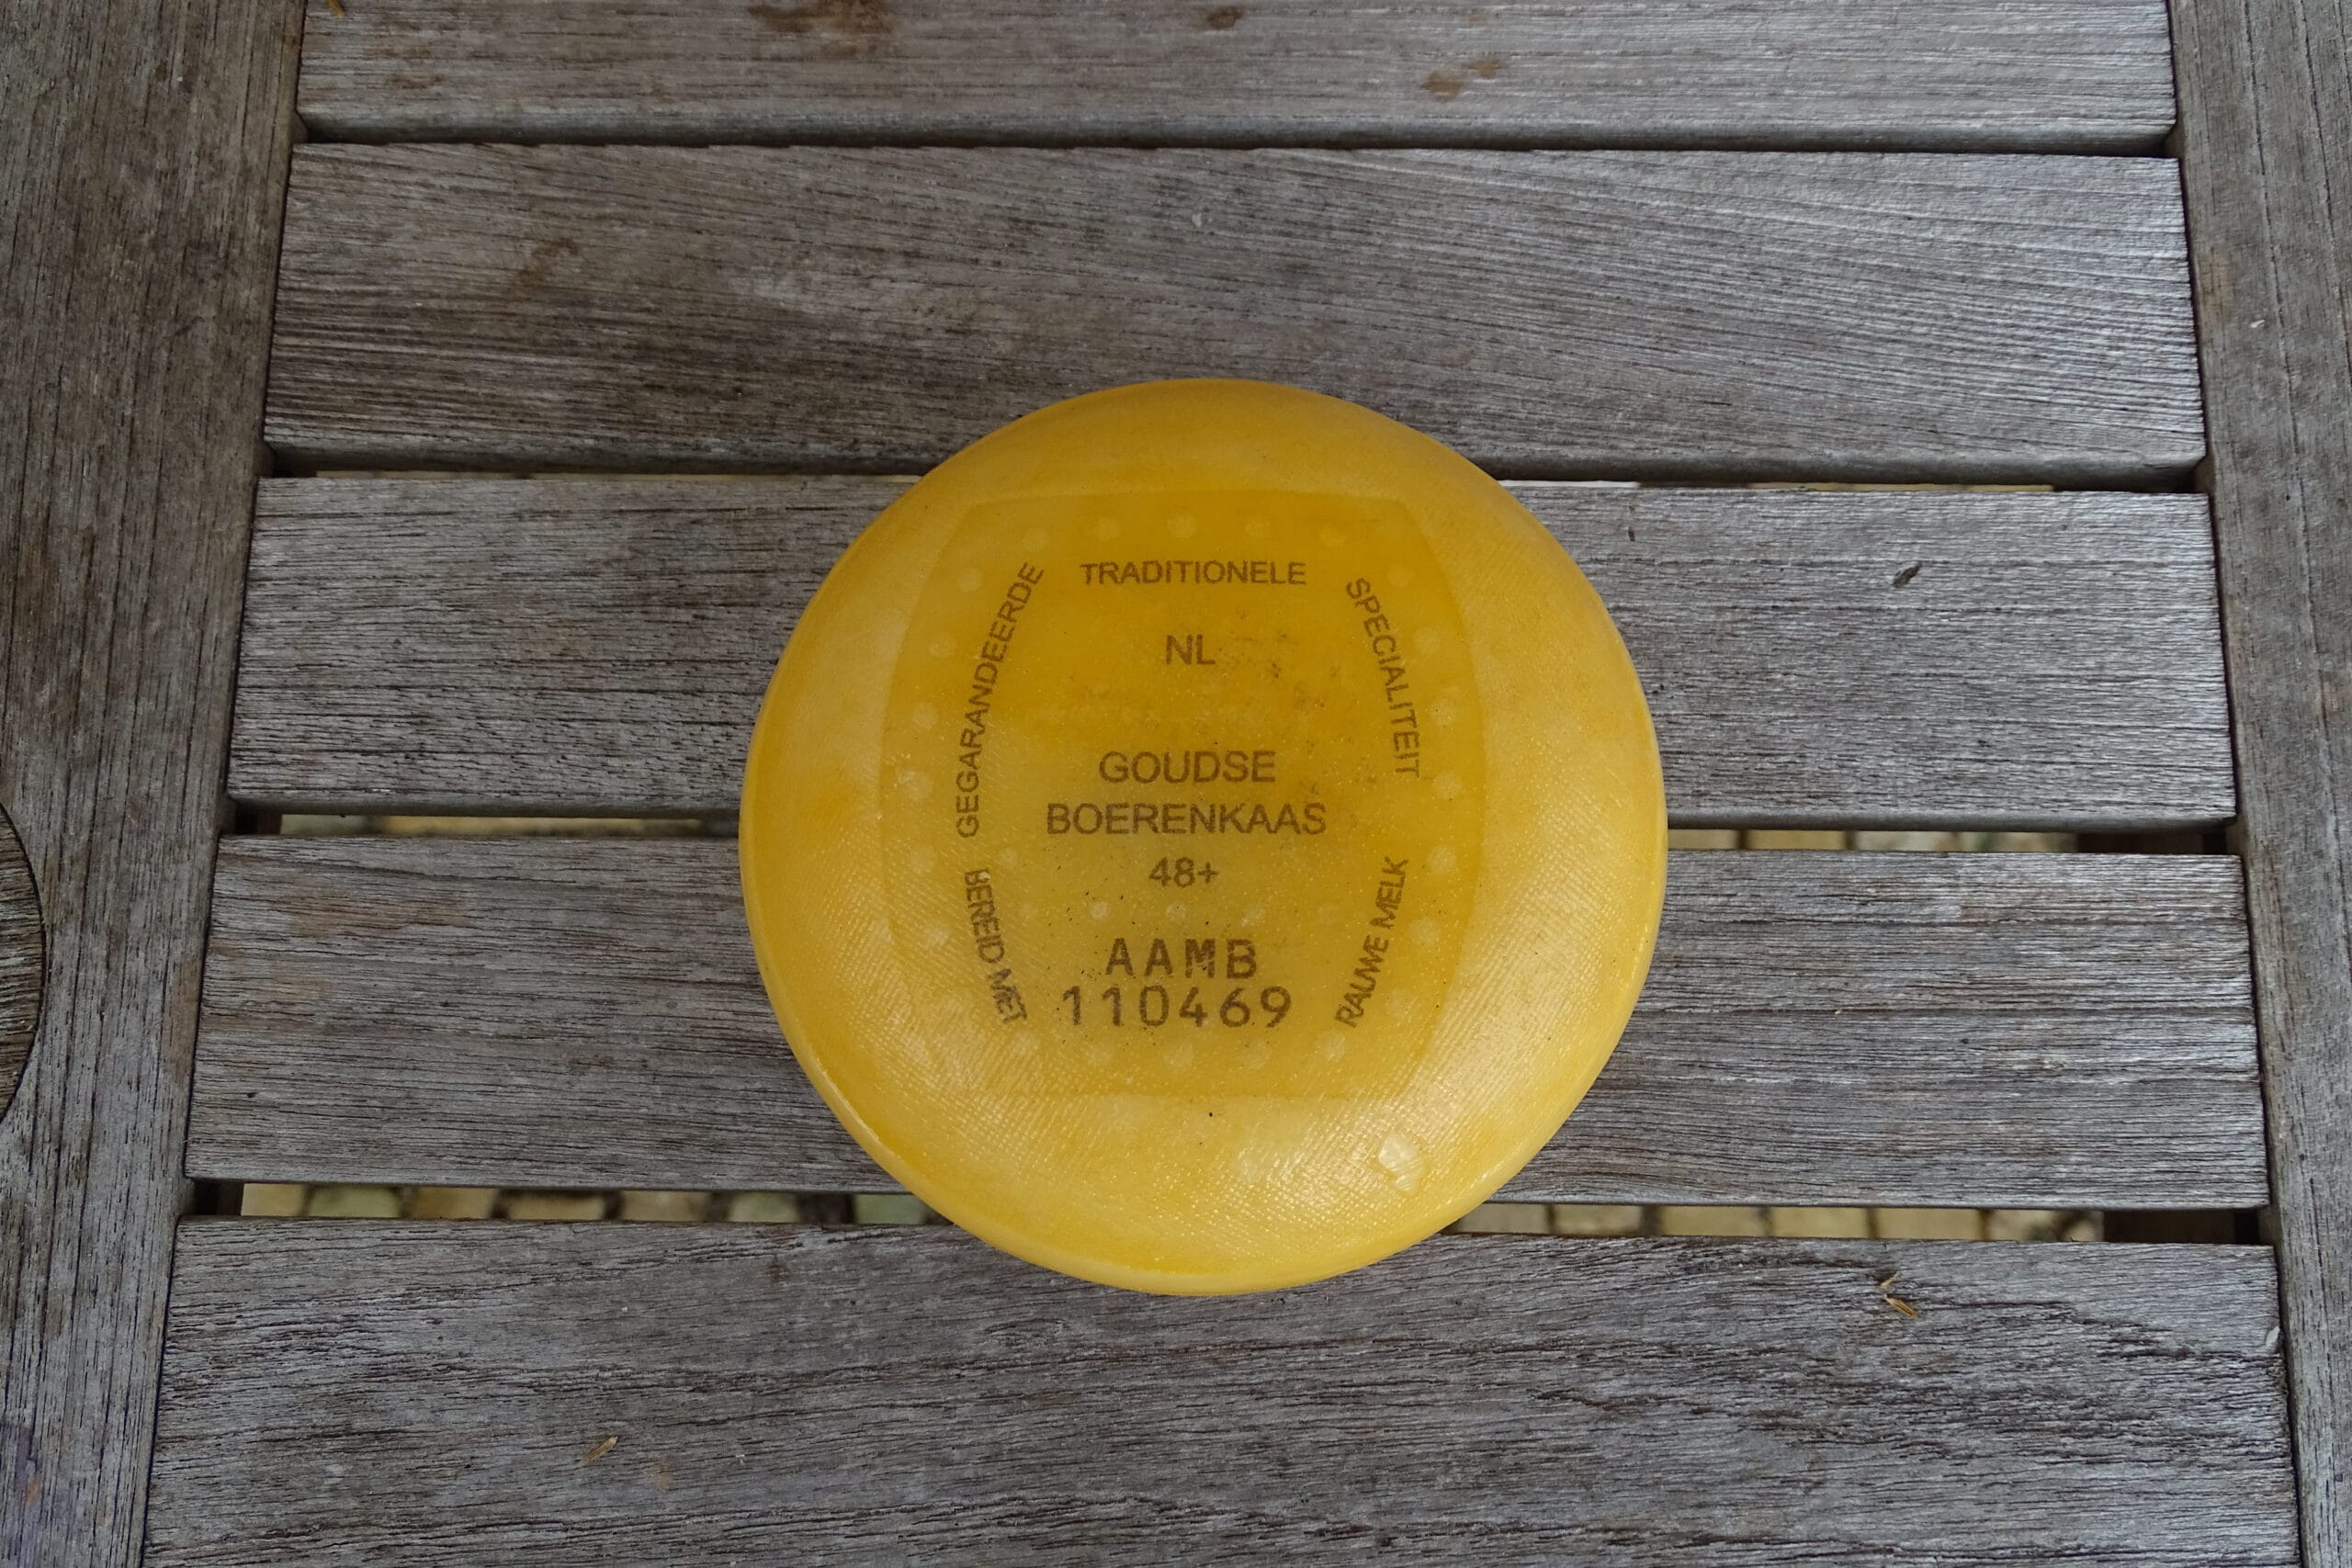 GEGARANDEERDE TRADITIONELE SPECIALITEIT
NL
GOUDSE
BOERENKAAS
48+
BEREID MET RAUWE MELK
AAMB
110469